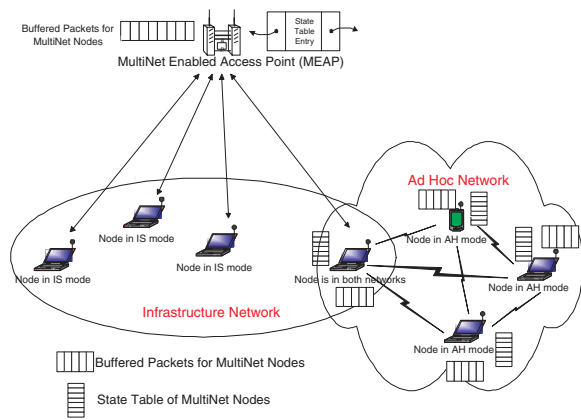 Buffered Packets for
MultiNet Nodes
State
Table
Entry
MultiNet Enabled Access Point (MEAP)
Ad Hoc Network
Node in IS mode
Node in AH mode
Node in IS mode
Node in IS mode
Node is in both networks
Node in AH mode
Infrastructure Network
Node in AH mode
Buffered Packets for MultiNet Nodes
State Table of MultiNet Nodes